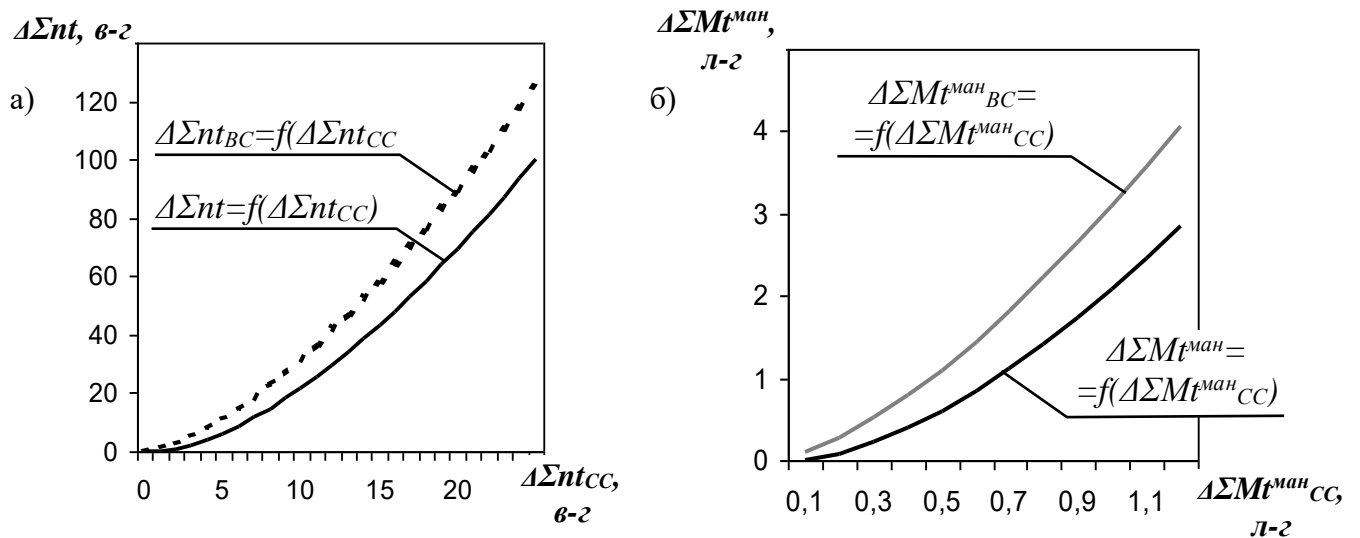 ΔΣnt, в-г
а)
120
100
80
60
40
20
0
ΔΣnt_BC=f(ΔΣnt_CC
ΔΣnt=f(ΔΣnt_CC)
0 5 10 15 20
ΔΣnt_CC,
в-г
ΔΣMt^ман,
л-г
б)
4
3
2
1
0
ΔΣMt^ман_BC=
=f(ΔΣMt^ман_CC)
ΔΣMt^ман=
=f(ΔΣMt^ман_CC)
0,1 0,3 0,5 0,7 0,9 1,1
ΔΣMt^ман_CC,
л-г